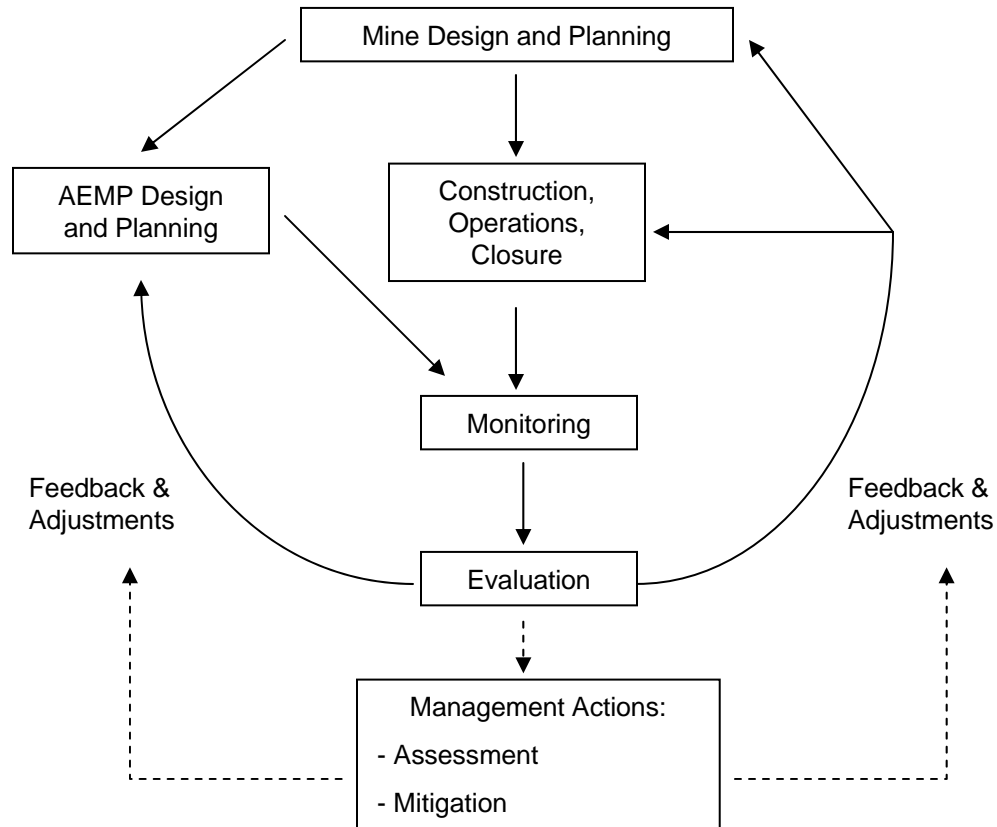 Mine Design and Planning
AEMP Design
and Planning
Construction,
Operations,
Closure
Monitoring
Feedback &
Adjustments
Feedback &
Adjustments
Evaluation
Management Actions:
- Assessment
- Mitigation